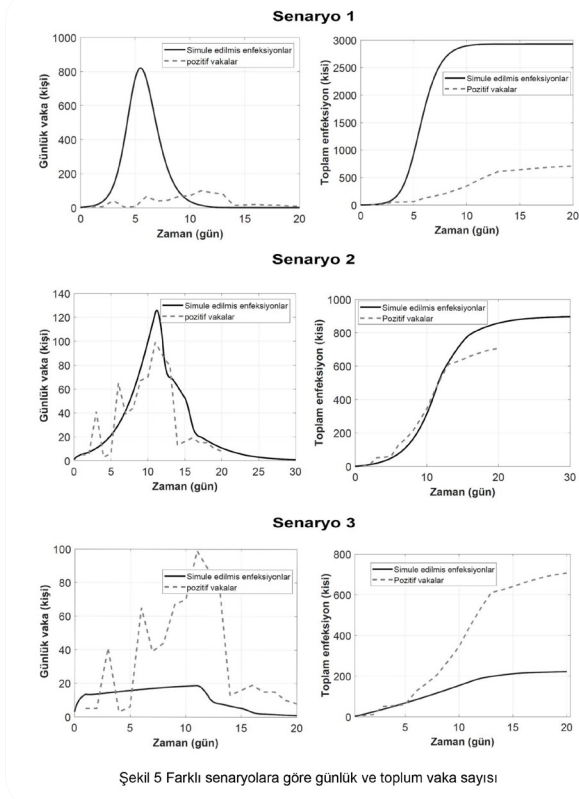 Senaryo 1
Günlük vaka (kişi)
1000
800
600
400
200
0
Simule edilmis enfeksiyonlar
pozitif vakalar
0 5 10 15 20
Zaman (gün)
Toplam enfeksiyon (kisi)
3000
2500
2000
1500
1000
500
0
Simule edilmis enfeksiyonlar
pozitif vakalar
0 5 10 15 20
Zaman (gün)
Senaryo 2
Günlük vaka (kişi)
140
120
100
80
60
40
20
0
Simule edilmis enfeksiyonlar
pozitif vakalar
0 5 10 15 20 25 30
Zaman (gün)
Toplam enfeksiyon (kisi)
1000
800
600
400
200
0
Simule edilmis enfeksiyonlar
Pozitif vakalar
0 10 20 30
Zaman (gün)
Senaryo 3
Günlük vaka (kişi)
100
80
60
40
20
0
Simule edilmis enfeksiyonlar
pozitif vakalar
0 5 10 15 20
Zaman (gün)
Toplam enfeksiyon (kisi)
800
600
400
200
0
Simule edilmis enfeksiyonlar
Pozitif vakalar
0 5 10 15 20
Zaman (gün)
Şekil 5 Farklı senaryolara göre günlük ve toplum vaka sayısı